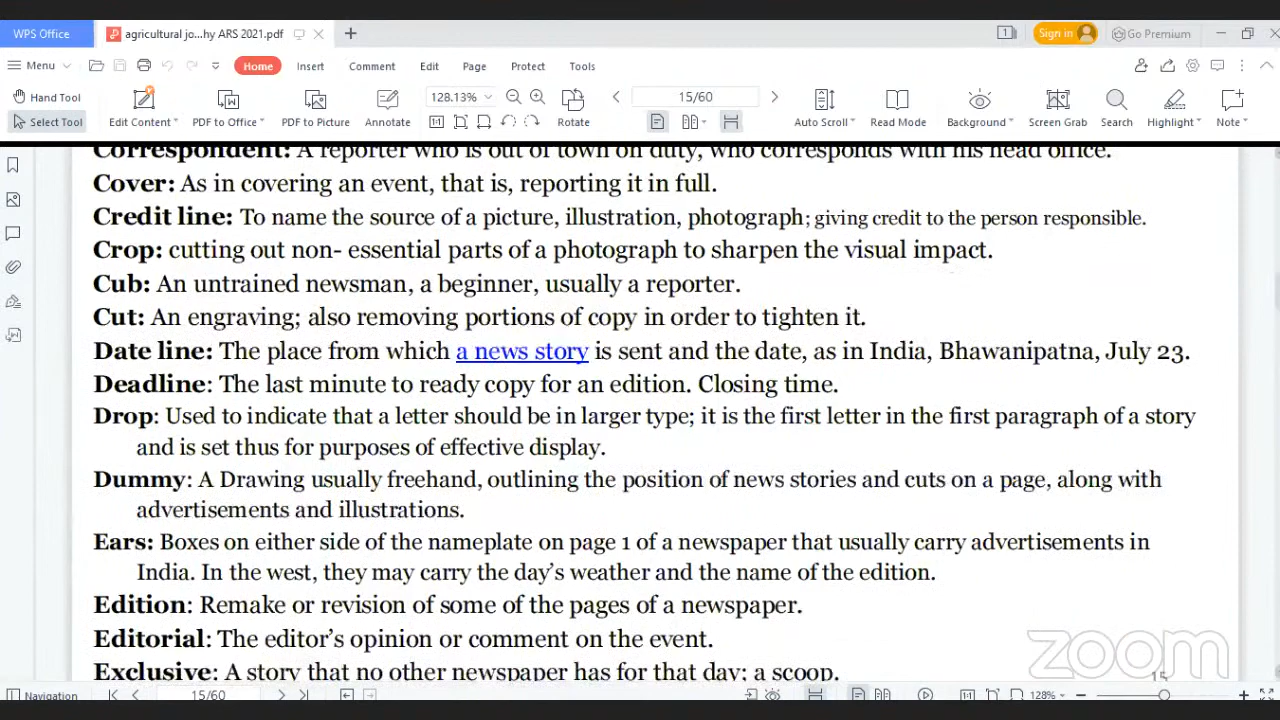 WPS Office
agricultural jo...hy ARS 2021.pdf
1
Sign in
Go Premium
Menu
Home
Insert
Comment
Edit
Page
Protect
Tools
Hand Tool
Select Tool
Edit Content
PDF to Office
PDF to Picture
Annotate
128.13%
Rotate
15/60
Auto Scroll
Read Mode
Background
Screen Grab
Search
Highlight
Note
Correspondent: A reporter who is out of town on duty, who corresponds with his head office.
Cover: As in covering an event, that is, reporting it in full.
Credit line: To name the source of a picture, illustration, photograph; giving credit to the person responsible.
Crop: cutting out non- essential parts of a photograph to sharpen the visual impact.
Cub: An untrained newsman, a beginner, usually a reporter.
Cut: An engraving; also removing portions of copy in order to tighten it.
Date line: The place from which a news story is sent and the date, as in India, Bhawanipatna, July 23.
Deadline: The last minute to ready copy for an edition. Closing time.
Drop: Used to indicate that a letter should be in larger type; it is the first letter in the first paragraph of a story
and is set thus for purposes of effective display.
Dummy: A Drawing usually freehand, outlining the position of news stories and cuts on a page, along with
advertisements and illustrations.
Ears: Boxes on either side of the nameplate on page 1 of a newspaper that usually carry advertisements in
India. In the west, they may carry the day's weather and the name of the edition.
Edition: Remake or revision of some of the pages of a newspaper.
Editorial: The editor's opinion or comment on the event.
Exclusive: A story that no other newspaper has for that day; a scoop.
zoom
15
Navigation
15/60
128%